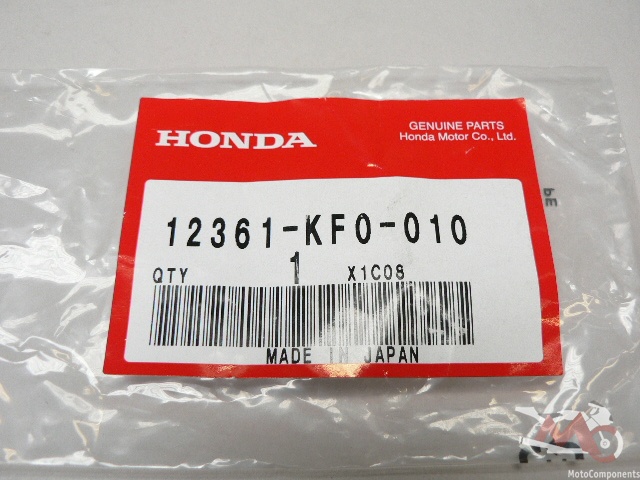 HONDA
GENUINE PARTS
Honda Motor Co., Ltd.
12361-KF0-010
QTY 1 X1C08
MADE IN JAPAN
MotoComponents